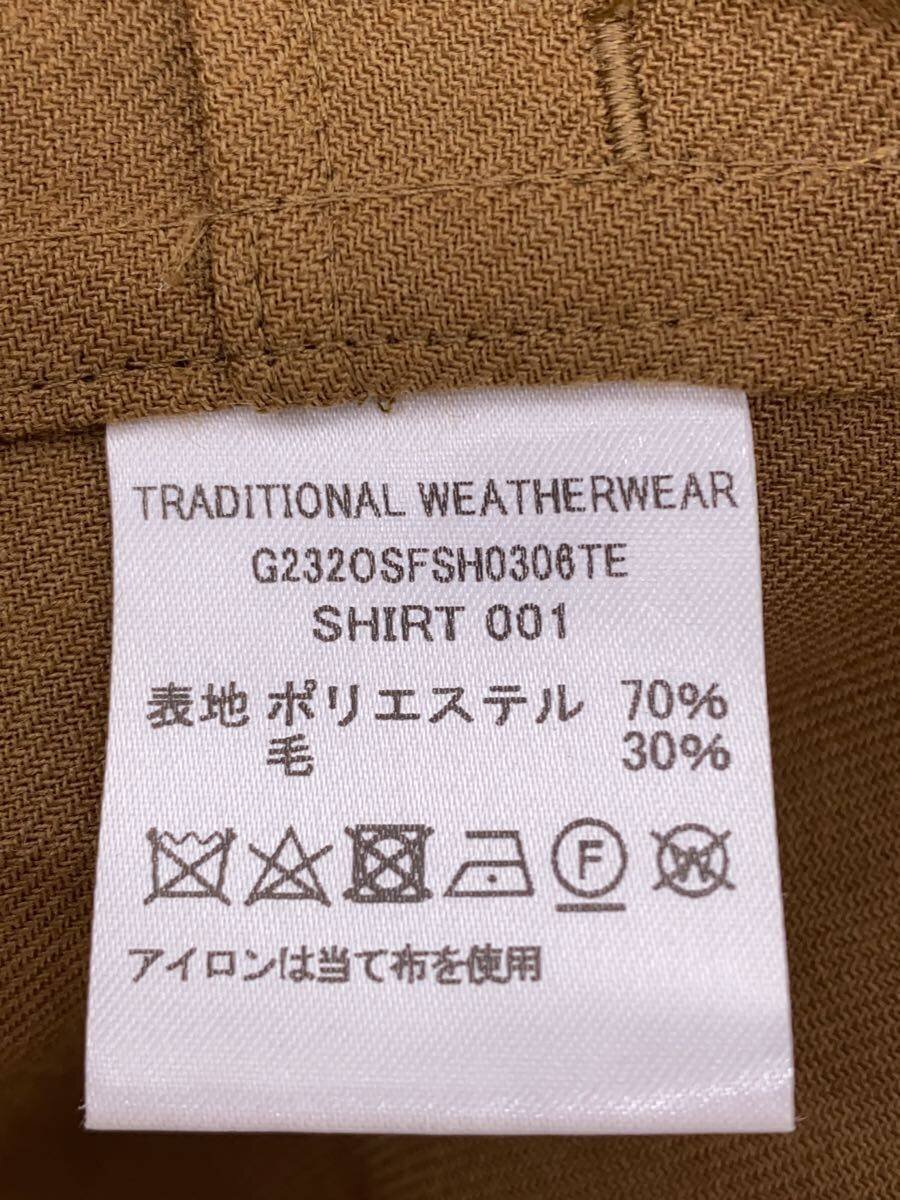 TRADITIONAL WEATHERWEAR
G232OSFSH0306TE
SHIRT 001
表地 ポリエステル 70%
毛 30%
F W
アイロンは当て布を使用